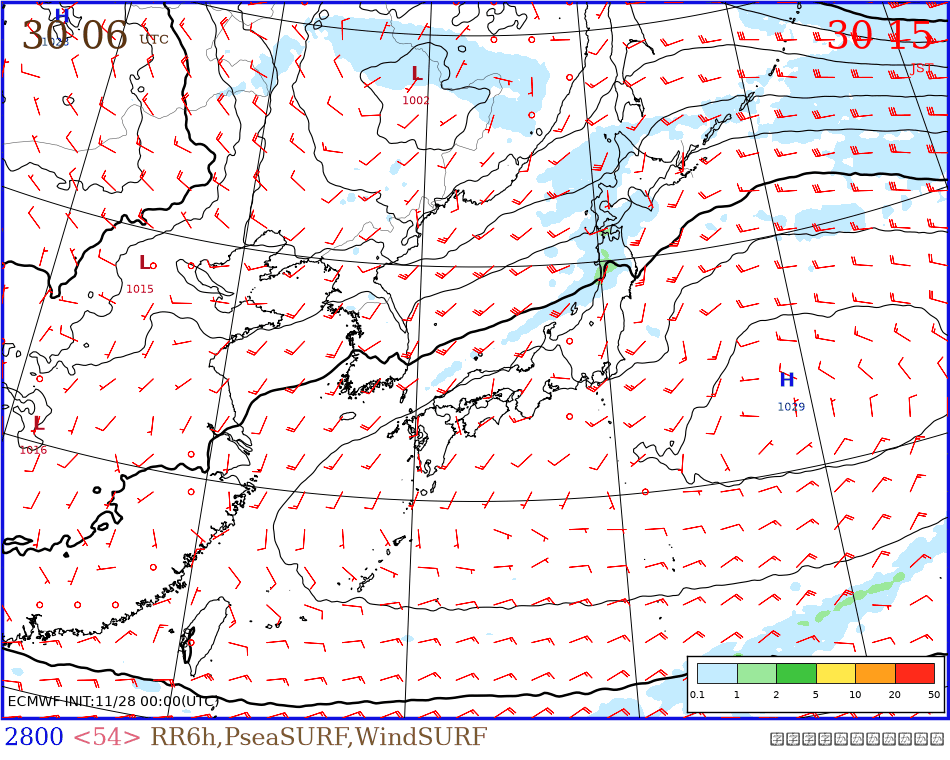 H
1028
30 06 UTC
30 15
JST
L
1002
L
1015
H
1029
L
1016
0.1 1 2 5 10 20 50
ECMWF INIT:11/28 00:00(UTC)
2800 <54> RR6h,PseaSURF,WindSURF